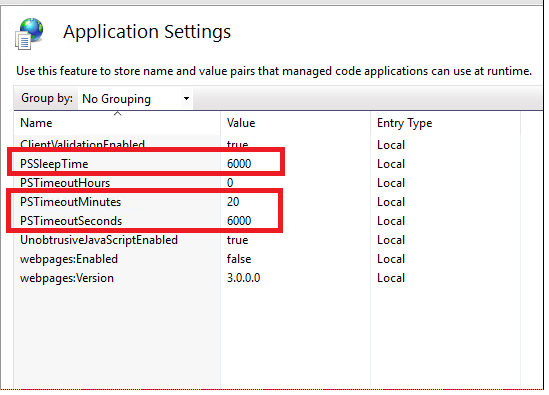 Application Settings
Use this feature to store name and value pairs that managed code applications can use at runtime.
Group by: No Grouping
Name Value Entry Type
ClientValidationEnabled true Local
PSSleepTime 6000 Local
PSTimeoutHours 0 Local
PSTimeoutMinutes 20 Local
PSTimeoutSeconds 6000 Local
UnobtrusiveJavaScriptEnabled true Local
webpages:Enabled false Local
webpages:Version 3.0.0.0 Local